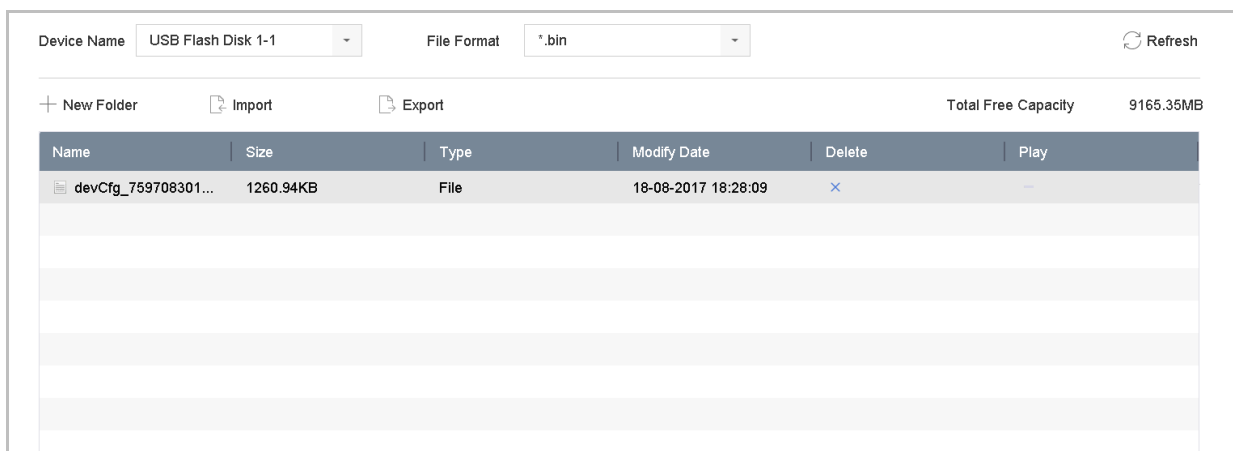 Device Name USB Flash Disk 1-1 File Format *.bin Refresh
New Folder Import Export Total Free Capacity 9165.35MB
Name Size Type Modify Date Delete Play
devCfg_759708301... 1260.94KB File 18-08-2017 18:28:09